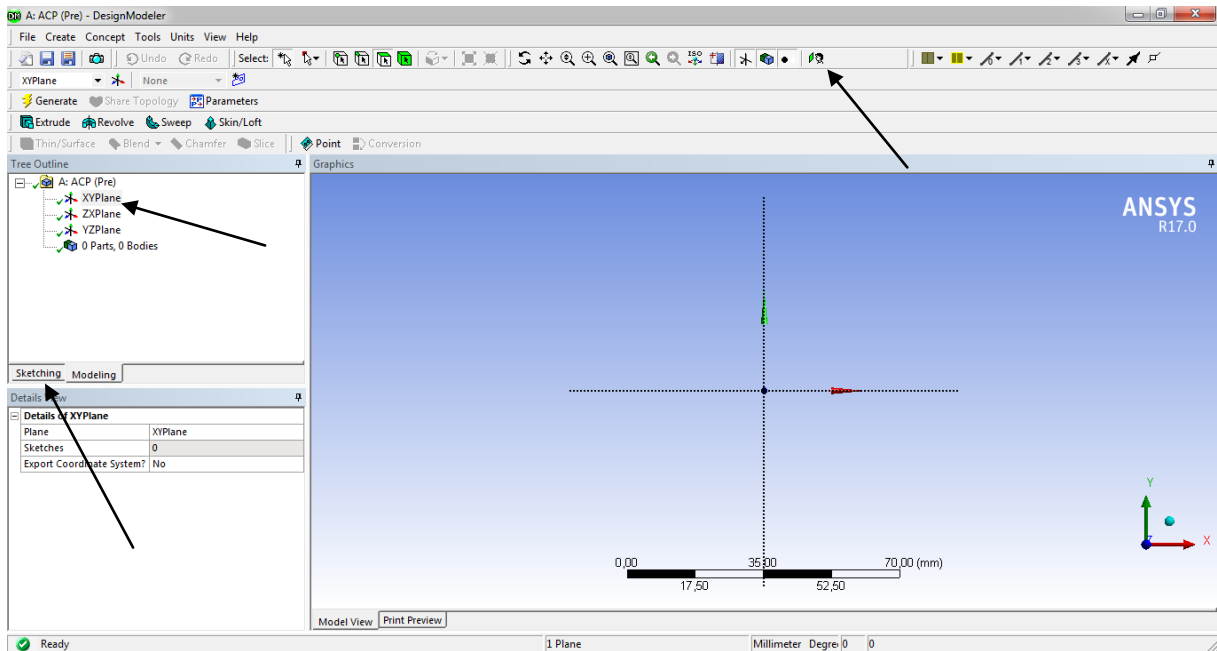 A: ACP (Pre) - DesignModeler
File Create Concept Tools Units View Help
Undo Redo Select: ISO
XYPlane None
Generate Share Topology Parameters
Extrude Revolve Sweep Skin/Loft
Thin/Surface Blend Chamfer Slice Point Conversion
Tree Outline Graphics
A: ACP (Pre)
XYPlane
ZXPlane
YZPlane
0 Parts, 0 Bodies
Sketching Modeling
Details of XYPlane
Plane XYPlane
Sketches 0
Export Coordinate System? No
ANSYS
R17.0
Y
X
0,00 35,00 70,00 (mm)
17,50 52,50
Model View Print Preview
Ready 1 Plane Millimeter Degre 0 0